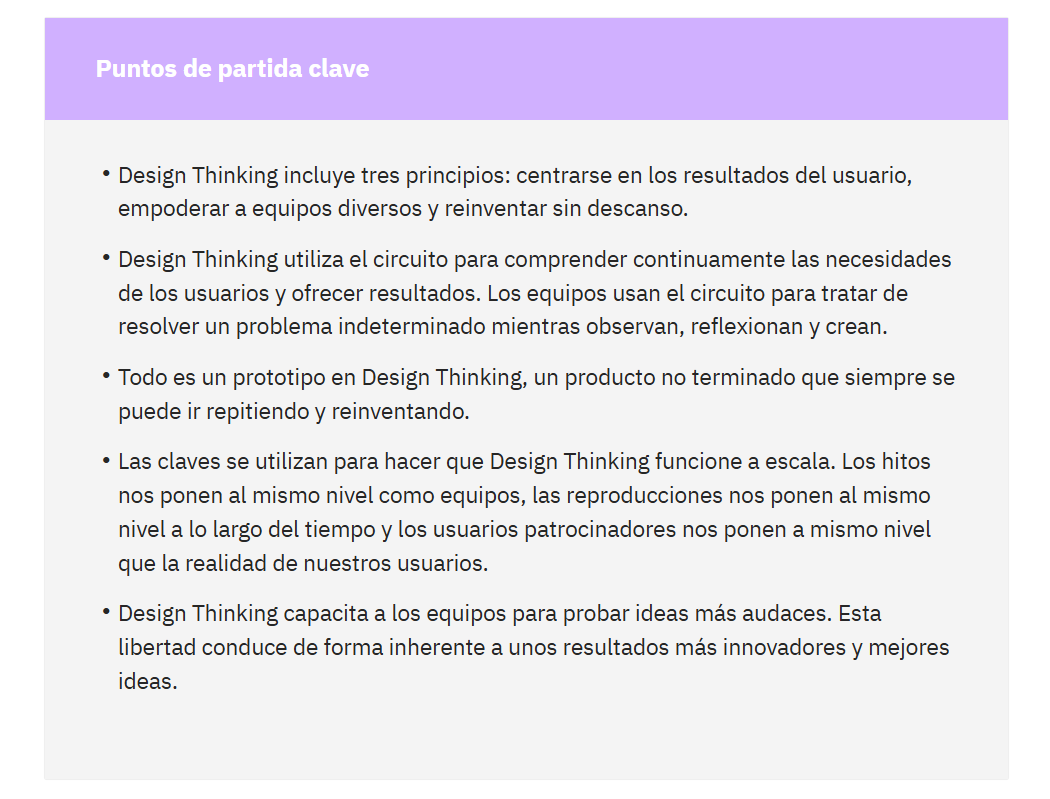 Puntos de partida clave
• Design Thinking incluye tres principios: centrarse en los resultados del usuario,
empoderar a equipos diversos y reinventar sin descanso.
• Design Thinking utiliza el circuito para comprender continuamente las necesidades
de los usuarios y ofrecer resultados. Los equipos usan el circuito para tratar de
resolver un problema indeterminado mientras observan, reflexionan y crean.
• Todo es un prototipo en Design Thinking, un producto no terminado que siempre se
puede ir repitiendo y reinventando.
• Las claves se utilizan para hacer que Design Thinking funcione a escala. Los hitos
nos ponen al mismo nivel como equipos, las reproducciones nos ponen al mismo
nivel a lo largo del tiempo y los usuarios patrocinadores nos ponen a mismo nivel
que la realidad de nuestros usuarios.
• Design Thinking capacita a los equipos para probar ideas más audaces. Esta
libertad conduce de forma inherente a unos resultados más innovadores y mejores
ideas.